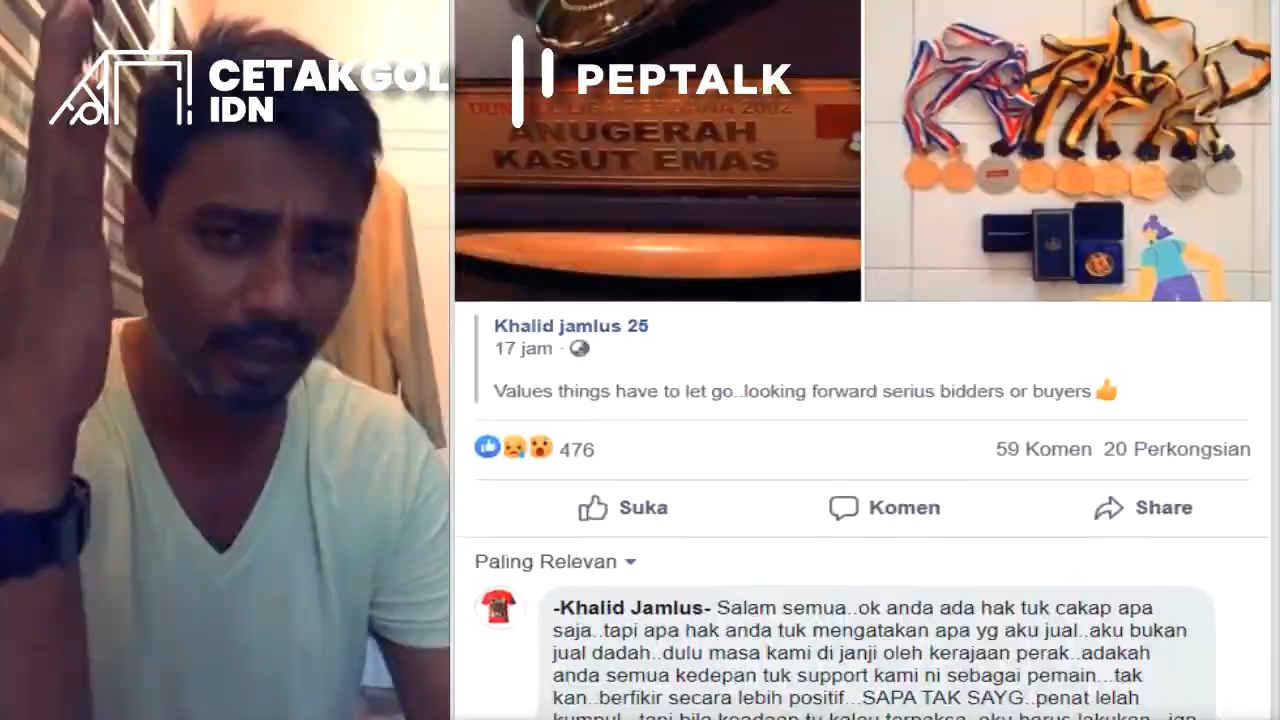 CETAKGOL
IDN
PEPTALK
ANUGERAH
KASUT EMAS
Khalid jamlus 25
17 jam ·
Values things have to let go..looking forward serius bidders or buyers
476
59 Komen 20 Perkongsian
Suka
Komen
Share
Paling Relevan
-Khalid Jamlus- Salam semua..ok anda ada hak tuk cakap apa
saja..tapi apa hak anda tuk mengatakan apa yg aku jual..aku bukan
jual dadah..dulu masa kami di janji oleh kerajaan perak..adakah
anda semua kedepan tuk support kami ni sebagai pemain...tak
kan..berfikir secara lebih positif...SAPA TAK SAYG..penat lelah